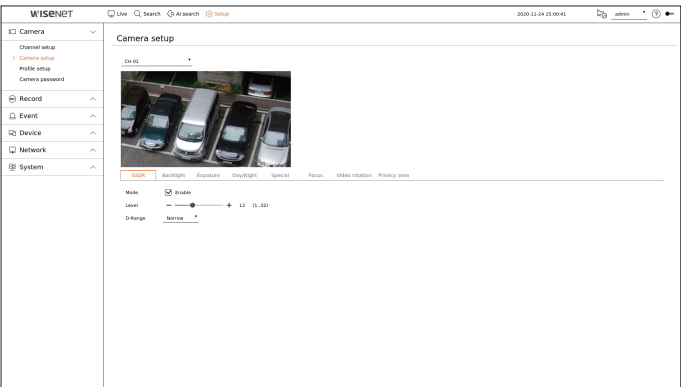 WISENET
Live Search AI search Setup 2020-11-24 15:00:41 admin ?
Camera
Channel setup
> Camera setup
Profile setup
Camera password
Record
Event
Device
Network
System
Camera setup
CH 01
SSDR Backlight Exposure Day/Night Special Focus Video rotation Privacy area
Mode Enable
Level − + 12 (1..32)
D-Range Narrow